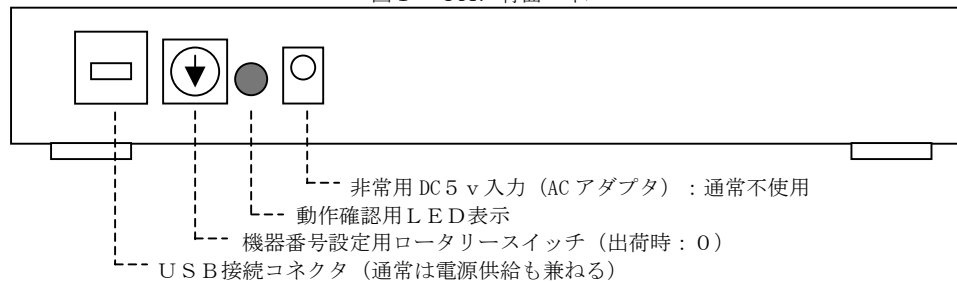 非常用 DC５ｖ入力（AC アダプタ）：通常不使用
動作確認用ＬＥＤ表示
機器番号設定用ロータリースイッチ（出荷時：０）
ＵＳＢ接続コネクタ（通常は電源供給も兼ねる）